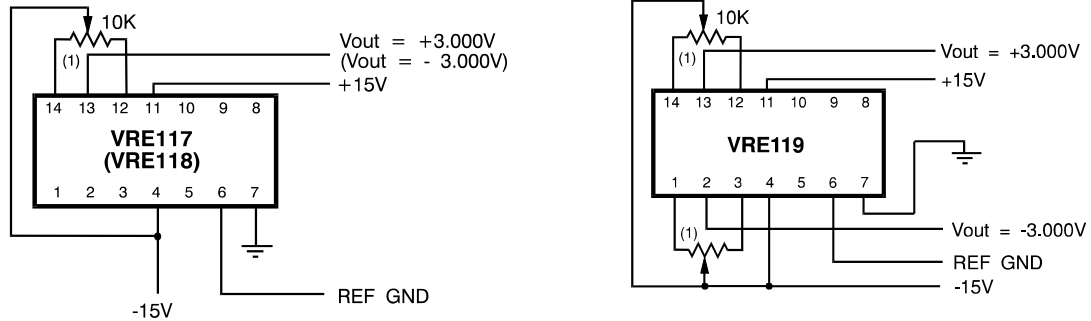 10K
(1)
Vout = +3.000V
(Vout = - 3.000V)
+15V
14 13 12 11 10 9 8
VRE117
(VRE118)
1 2 3 4 5 6 7
REF GND
-15V
10K
(1)
Vout = +3.000V
+15V
14 13 12 11 10 9 8
VRE119
1 2 3 4 5 6 7
(1)
Vout = -3.000V
REF GND
-15V